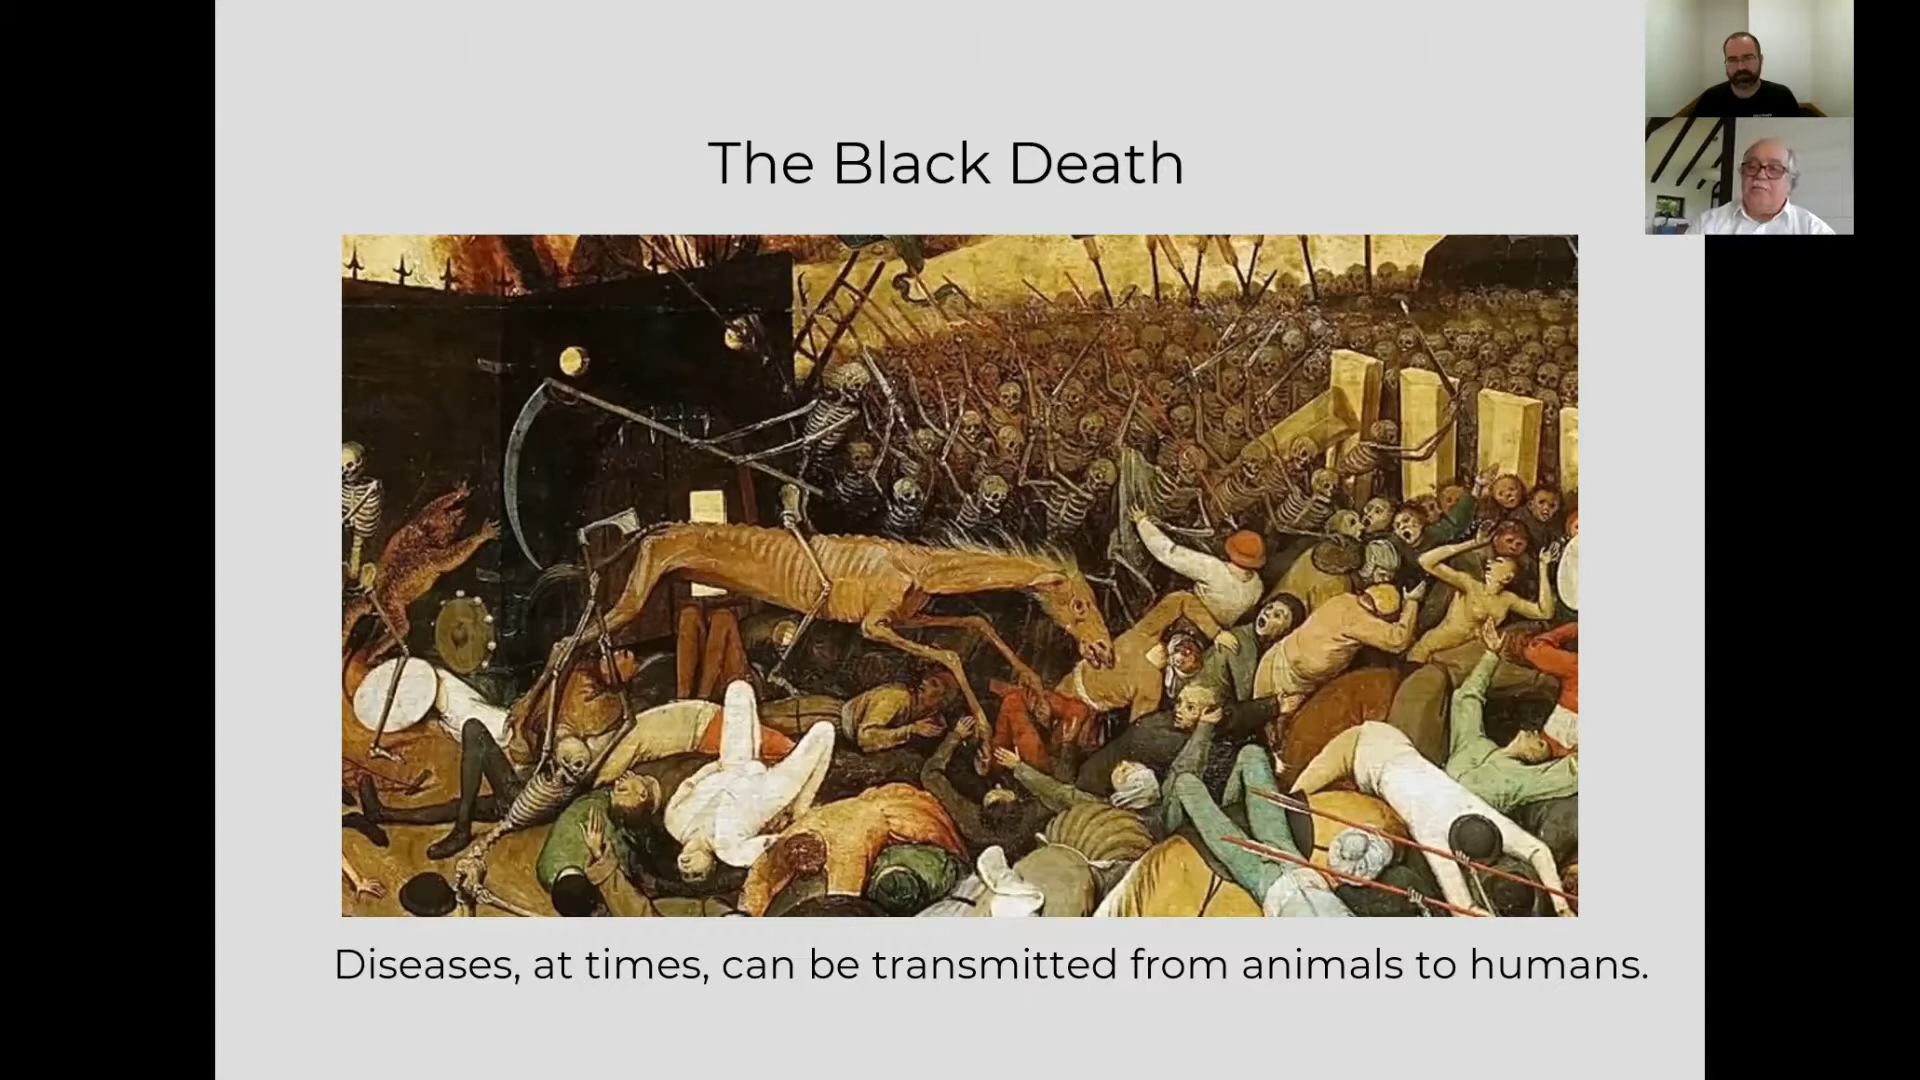 The Black Death
Diseases, at times, can be transmitted from animals to humans.